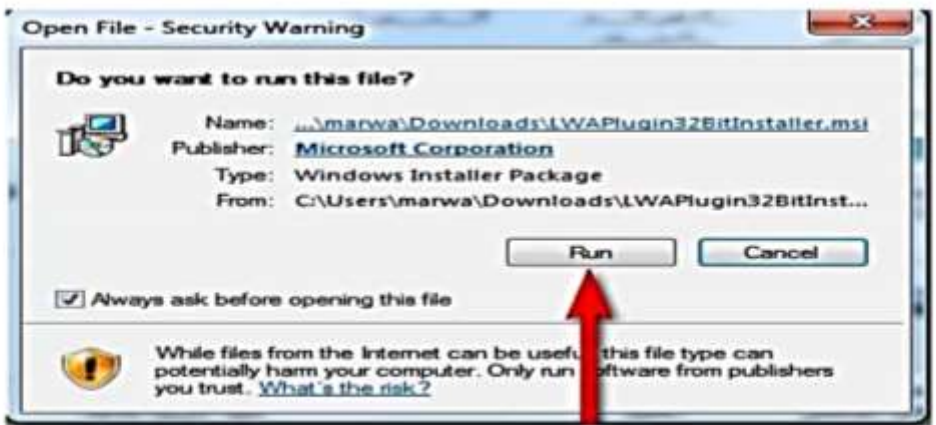 Open File - Security Warning
Do you want to run this file?
Name: ...\marwa\Downloads\LWAPlugin32BitInstaller.msi
Publisher: Microsoft Corporation
Type: Windows Installer Package
From: C:\Users\marwa\Downloads\LWAPlugin32BitInst...
Run Cancel
Always ask before opening this file
While files from the Internet can be useful, this file type can
potentially harm your computer. Only run software from publishers
you trust. What's the risk?